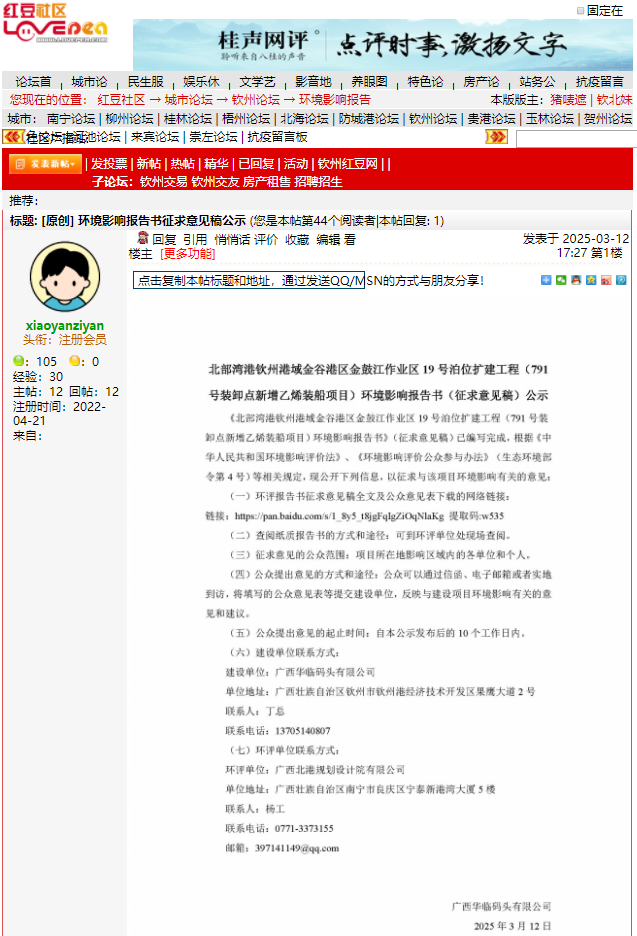 红豆社区
LOVEPEA
WWW.LOVEPEM.COM
固定在
桂声网评
聆听来自八桂的声音
点评时事,激扬文字
论坛首 城市论 民生服 娱乐休 文学艺 影音地 养眼图 特色论 房产论 站务公 抗疫留言
您现在的位置： 红豆社区 → 城市论坛 → 钦州论坛 → 环境影响报告
本版版主：猪唛遮 | 钦北妹
城市： 南宁论坛 | 柳州论坛 | 桂林论坛 | 梧州论坛 | 北海论坛 | 防城港论坛 | 钦州论坛 | 贵港论坛 | 玉林论坛 | 贺州论坛
池论坛 | 来宾论坛 | 崇左论坛 | 抗疫留言板
发表新帖
| 发投票 | 新帖 | 热帖 | 精华 | 已回复 | 活动 | 钦州红豆网 | |
子论坛：钦州交易 钦州交友 房产租售 招聘招生
推荐：
标题: [原创] 环境影响报告书征求意见稿公示 (您是本帖第44个阅读者|本帖回复: 1)
回复 引用 悄悄话 评价 收藏 编辑 看
楼主 [更多功能]
发表于 2025-03-12
17:27 第1楼
点击复制本帖标题和地址，通过发送QQ/MSN的方式与朋友分享！
xiaoyanziyan
头衔：注册会员
：105 ：0
经验：30
主帖：12 回帖：12
注册时间：2022-
04-21
来自：
北部湾港钦州港域金谷港区金鼓江作业区 19 号泊位扩建工程（791
号装卸点新增乙烯装船项目）环境影响报告书（征求意见稿）公示
《北部湾港钦州港域金谷港区金鼓江作业区 19 号泊位扩建工程（791 号装
卸点新增乙烯装船项目）环境影响报告书》（征求意见稿）已编写完成，根据《中
华人民共和国环境影响评价法》、《环境影响评价公众参与办法》（生态环境部
令第 4 号）等相关规定，现公开下列信息，以征求与该项目环境影响有关的意见：
（一）环评报告书征求意见稿全文及公众意见表下载的网络链接：
链接：https://pan.baidu.com/s/1_8y5_t8jgFqIgZiOqNlaKg 提取码:w535
（二）查阅纸质报告书的方式和途径：可到环评单位处现场查阅。
（三）征求意见的公众范围：项目所在地影响区域内的各单位和个人。
（四）公众提出意见的方式和途径：公众可以通过信函、电子邮箱或者实地
到访，将填写的公众意见表等提交建设单位，反映与建设项目环境影响有关的意
见和建议。
（五）公众提出意见的起止时间：自本公示发布后的 10 个工作日内。
（六）建设单位联系方式：
建设单位：广西华临码头有限公司
单位地址：广西壮族自治区钦州市钦州港经济技术开发区果鹰大道 2 号
联系人：丁总
联系电话：13705140807
（七）环评单位联系方式：
环评单位：广西北港规划设计院有限公司
单位地址：广西壮族自治区南宁市良庆区宁泰新港湾大厦 5 楼
联系人：杨工
联系电话：0771-3373155
邮箱：397141149@qq.com
广西华临码头有限公司
2025 年 3 月 12 日